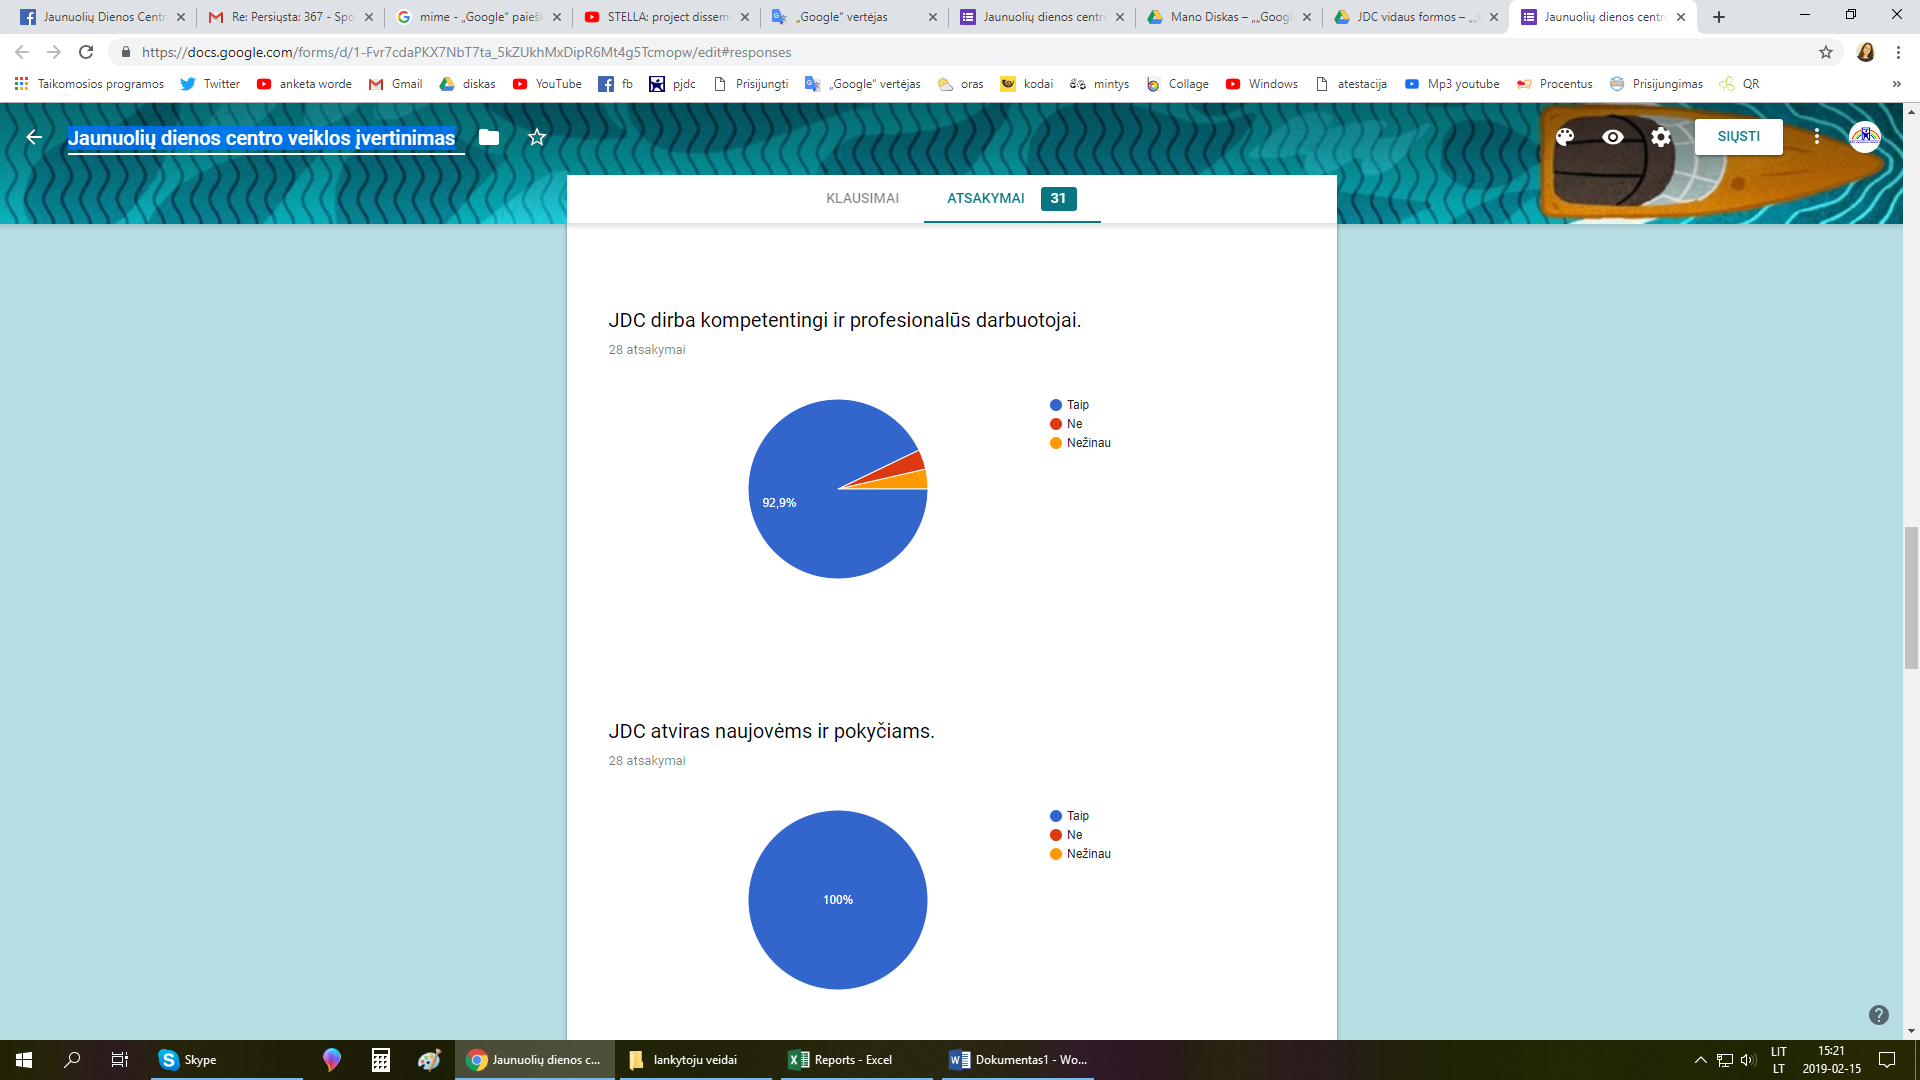 Jaunuolių Dienos Centr
Re: Persiųsta: 367 - Spo
mime - „Google“ paiešk
STELLA: project dissemi
„Google“ vertėjas
Jaunuolių dienos centro
Mano Diskas – „„Googl
JDC vidaus formos – „„
Jaunuolių dienos centro
https://docs.google.com/forms/d/1-Fvr7cdaPKX7NbT7ta_5kZUkhMxDipR6Mt4g5Tcmopw/edit#responses
Taikomosios programos
Twitter
anketa worde
Gmail
diskas
YouTube
fb
pjdc
Prisijungti
„Google“ vertėjas
oras
kodai
mintys
Collage
Windows
atestacija
Mp3 youtube
Procentus
Prisijungimas
QR
»
Jaunuolių dienos centro veiklos įvertinimas
SIŲSTI
KLAUSIMAI
ATSAKYMAI 31
JDC dirba kompetentingi ir profesionalūs darbuotojai.
28 atsakymai
Taip
Ne
Nežinau
92,9%
JDC atviras naujovėms ir pokyčiams.
28 atsakymai
Taip
Ne
Nežinau
100%
Skype
Jaunuolių dienos c...
lankytoju veidai
Reports - Excel
Dokumentas1 - Wo...
LIT
LT
15:21
2019-02-15